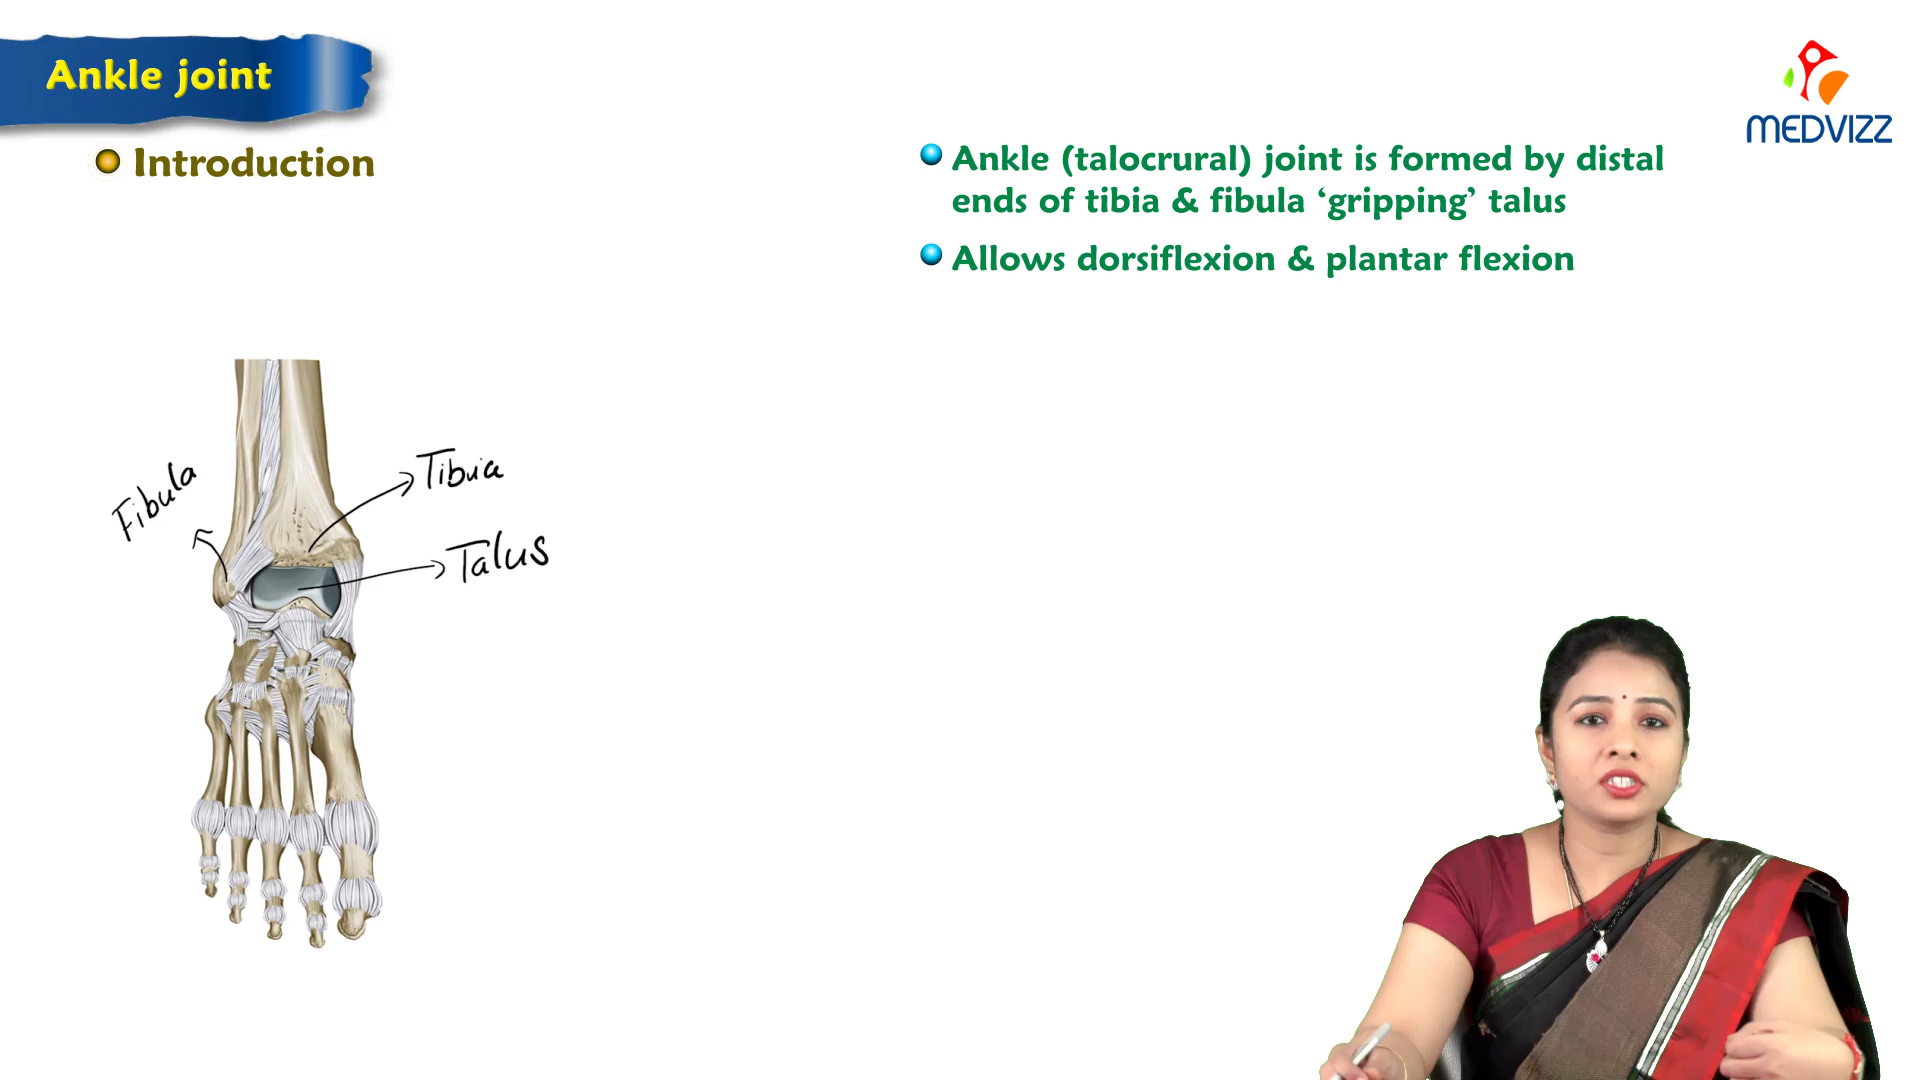 Ankle joint
Introduction
MEDVIZZ
Ankle (talocrural) joint is formed by distal
ends of tibia & fibula ‘gripping’ talus
Allows dorsiflexion & plantar flexion
Fibula
Tibia
Talus